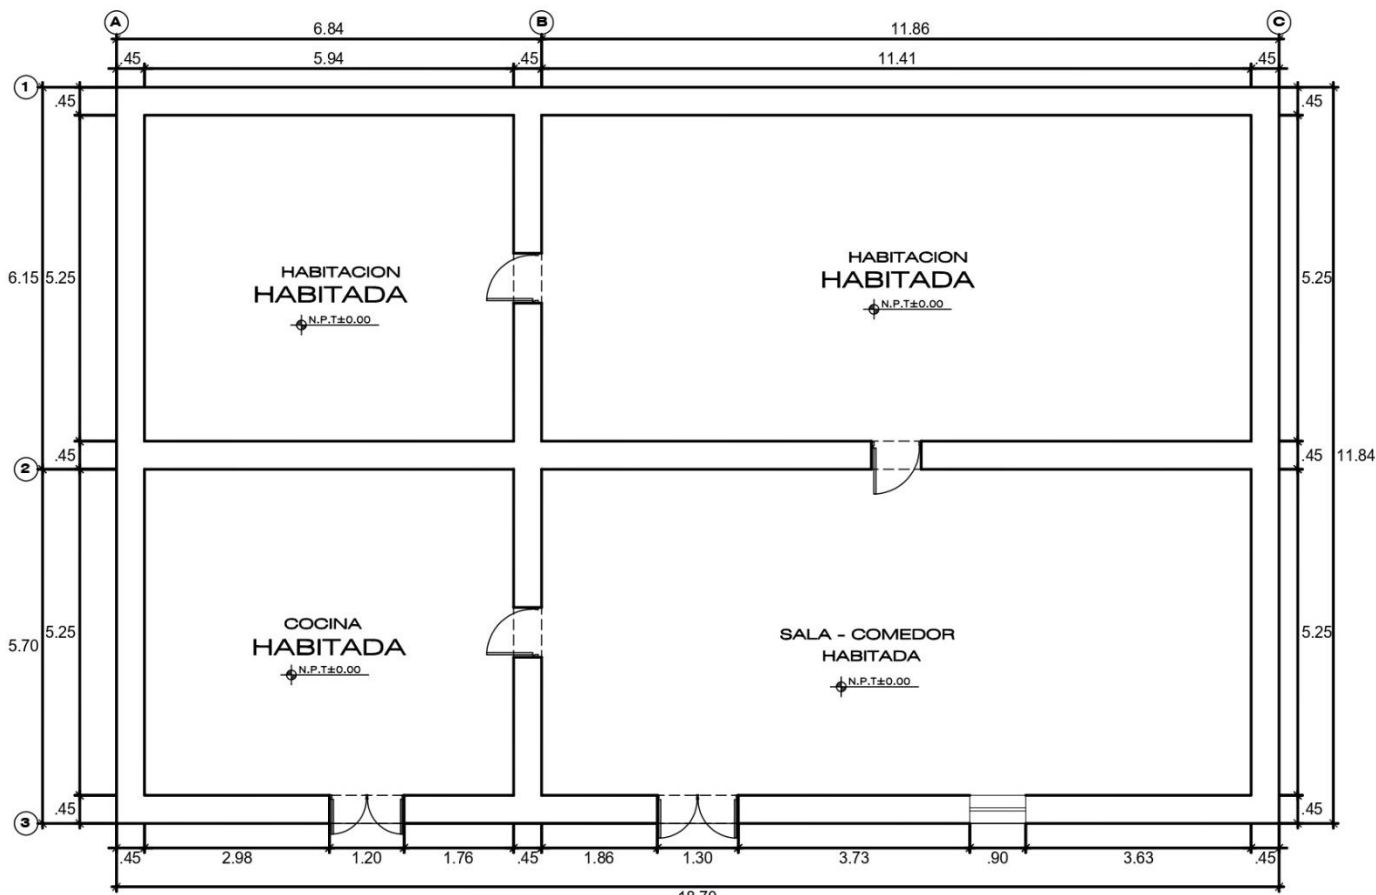 A B C
6.84 11.86
.45 5.94 .45 11.41 .45
1
.45 .45
HABITACION
HABITADA
N.P.T±0.00
HABITACION
HABITADA
N.P.T±0.00
6.15 5.25 5.25
.45 .45 11.84
2
COCINA
HABITADA
N.P.T±0.00
SALA - COMEDOR
HABITADA
N.P.T±0.00
5.70 5.25 5.25
.45 .45
3
.45 2.98 1.20 1.76 .45 1.86 1.30 3.73 .90 3.63 .45